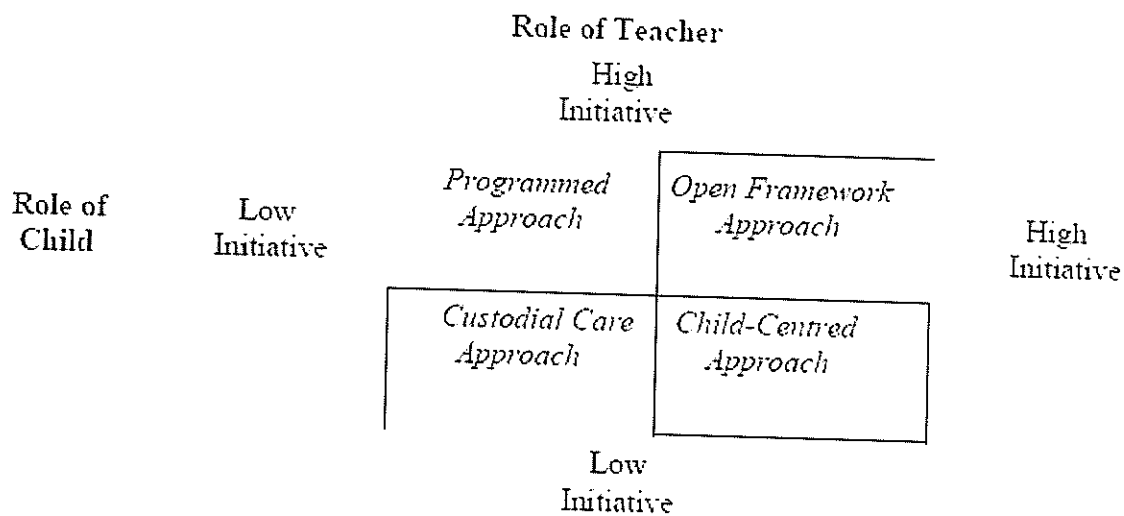 Role of Teacher
High
Initiative
Programmed
Approach
Open Framework
Approach
Role of
Child
Low
Initiative
High
Initiative
Custodial Care
Approach
Child-Centred
Approach
Low
Initiative